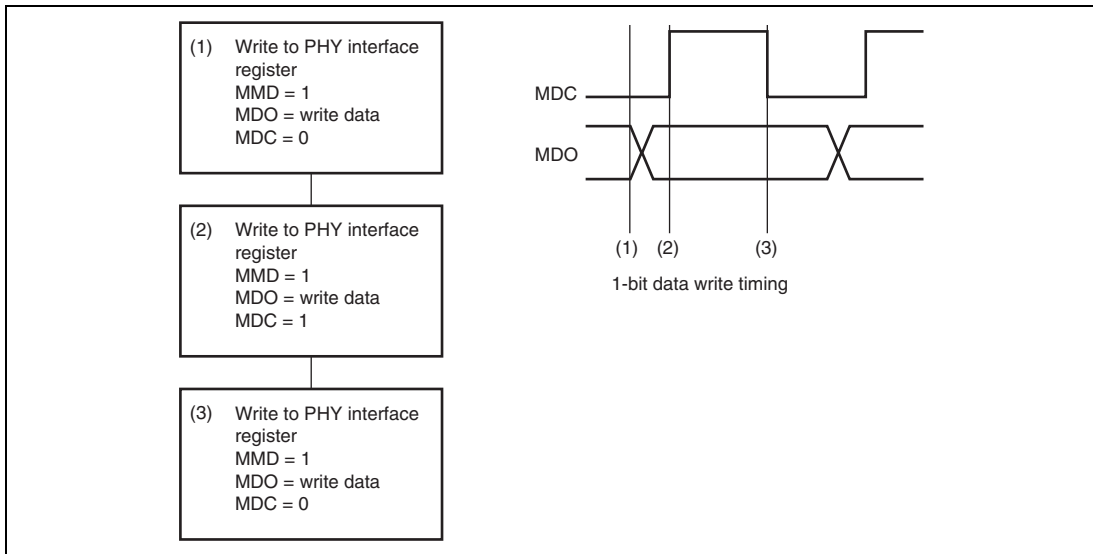 (1) Write to PHY interface
register
MMD = 1
MDO = write data
MDC = 0
(2) Write to PHY interface
register
MMD = 1
MDO = write data
MDC = 1
(3) Write to PHY interface
register
MMD = 1
MDO = write data
MDC = 0
MDC
MDO
(1) (2) (3)
1-bit data write timing